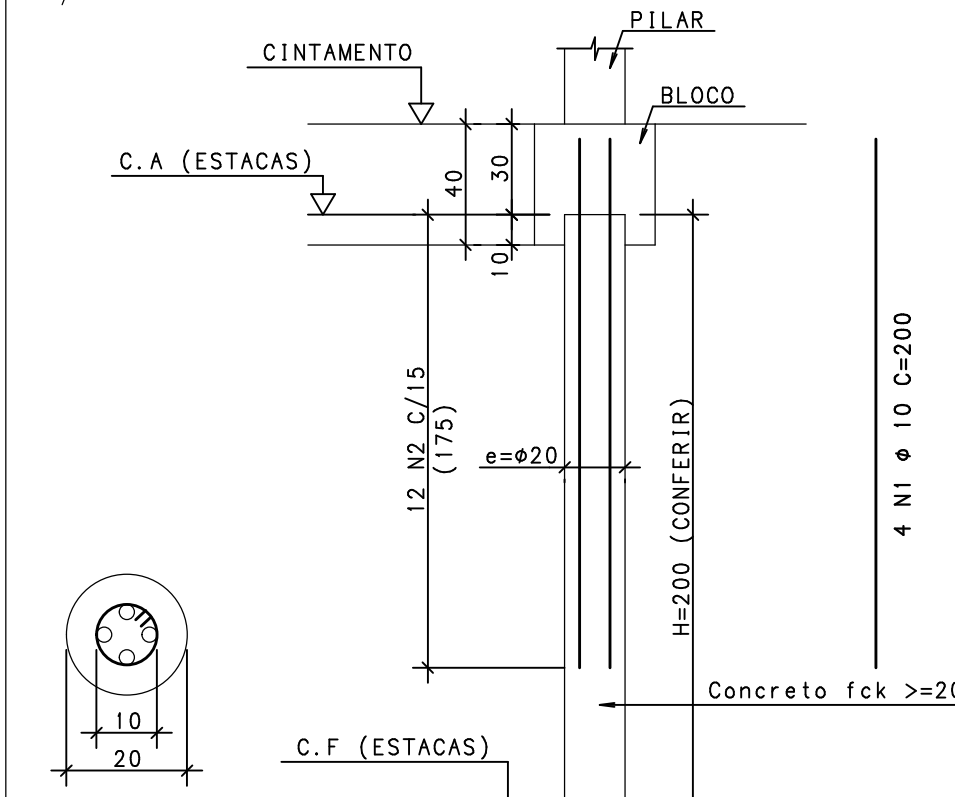 PILAR
CINTAMENTO
BLOCO
C.A (ESTACAS)
40
30
10
12 N2 C/15
(175)
e=φ20
H=200 (CONFERIR)
4 N1 φ 10 C=200
10
20
Concreto fck >=20
C.F (ESTACAS)